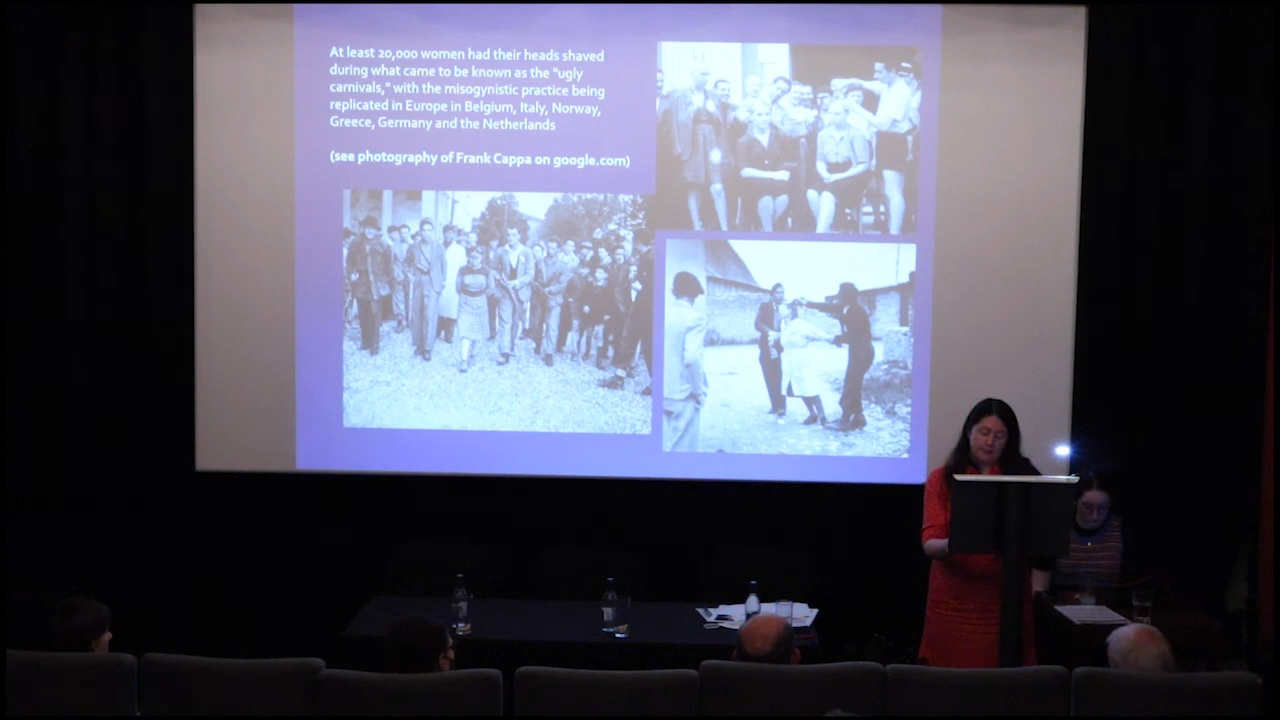 At least 20,000 women had their heads shaved
during what came to be known as the "ugly
carnivals," with the misogynistic practice being
replicated in Europe in Belgium, Italy, Norway,
Greece, Germany and the Netherlands
(see photography of Frank Cappa on google.com)